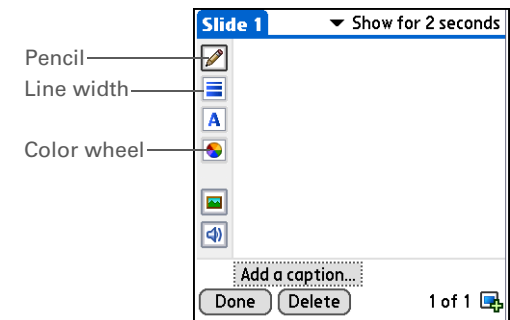 Slide 1 Show for 2 seconds
Pencil
Line width
A
Color wheel
Add a caption...
Done Delete 1 of 1